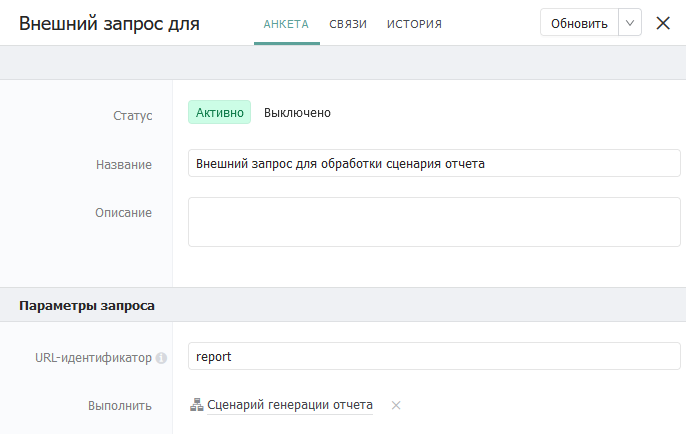 Внешний запрос для
АНКЕТА СВЯЗИ ИСТОРИЯ
Обновить
Статус
Активно Выключено
Название
Внешний запрос для обработки сценария отчета
Описание
Параметры запроса
URL-идентификатор
report
Выполнить
Сценарий генерации отчета